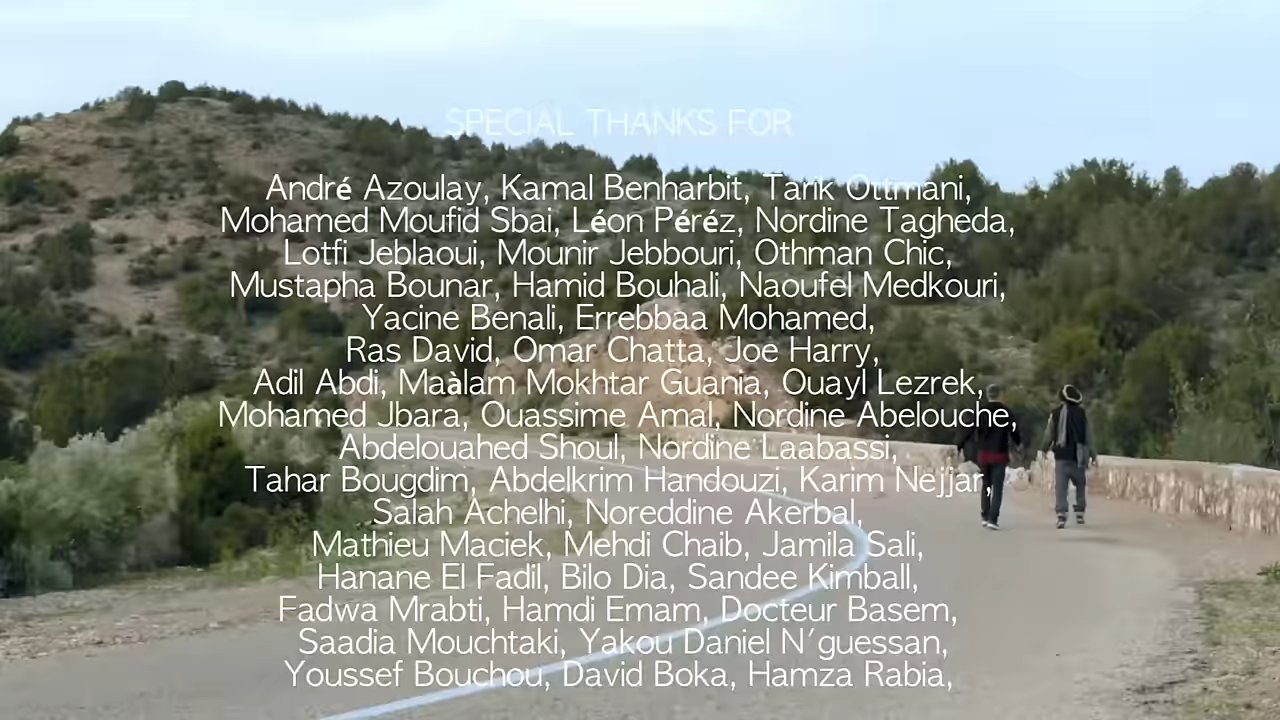 SPECIAL THANKS FOR
André Azoulay, Kamal Benharbit, Tarik Ottmani,
Mohamed Moufid Sbai, Léon Péréz, Nordine Tagheda,
Lotfi Jeblaoui, Mounir Jebbouri, Othman Chic,
Mustapha Bounar, Hamid Bouhali, Naoufel Medkouri,
Yacine Benali, Errebbaa Mohamed,
Ras David, Omar Chatta, Joe Harry,
Adil Abdi, Maàlam Mokhtar Guania, Ouayl Lezrek,
Mohamed Jbara, Ouassime Amal, Nordine Abelouche,
Abdelouahed Shoul, Nordine Laabassi,
Tahar Bougdim, Abdelkrim Handouzi, Karim Nejjar,
Salah Achelhi, Noreddine Akerbal,
Mathieu Maciek, Mehdi Chaib, Jamila Sali,
Hanane El Fadil, Bilo Dia, Sandee Kimball,
Fadwa Mrabti, Hamdi Emam, Docteur Basem,
Saadia Mouchtaki, Yakou Daniel N'guessan,
Youssef Bouchou, David Boka, Hamza Rabia,